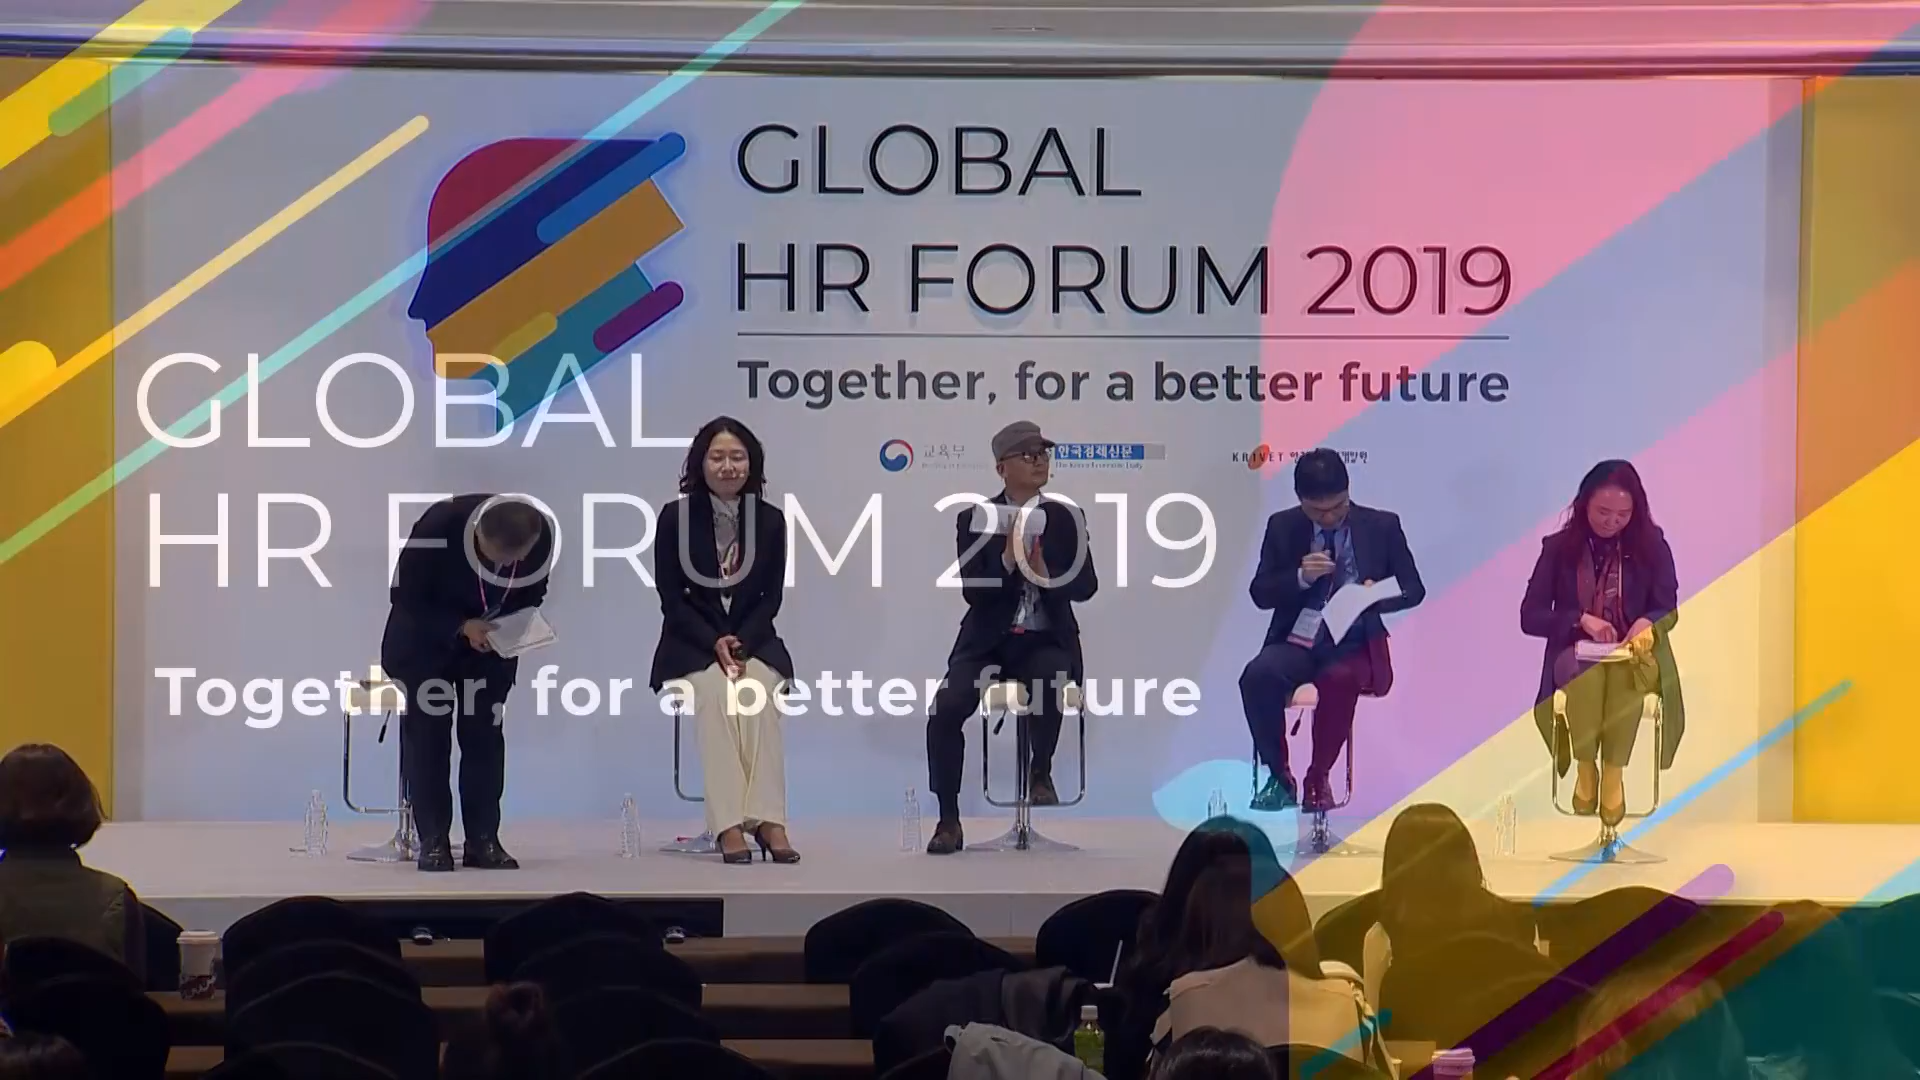 GLOBAL
HR FORUM 2019
Together, for a better future
교육부
한국경제신문
The Korea Economic Daily
KRIVET
GLOBAL
HR FORUM 2019
Together, for a better future